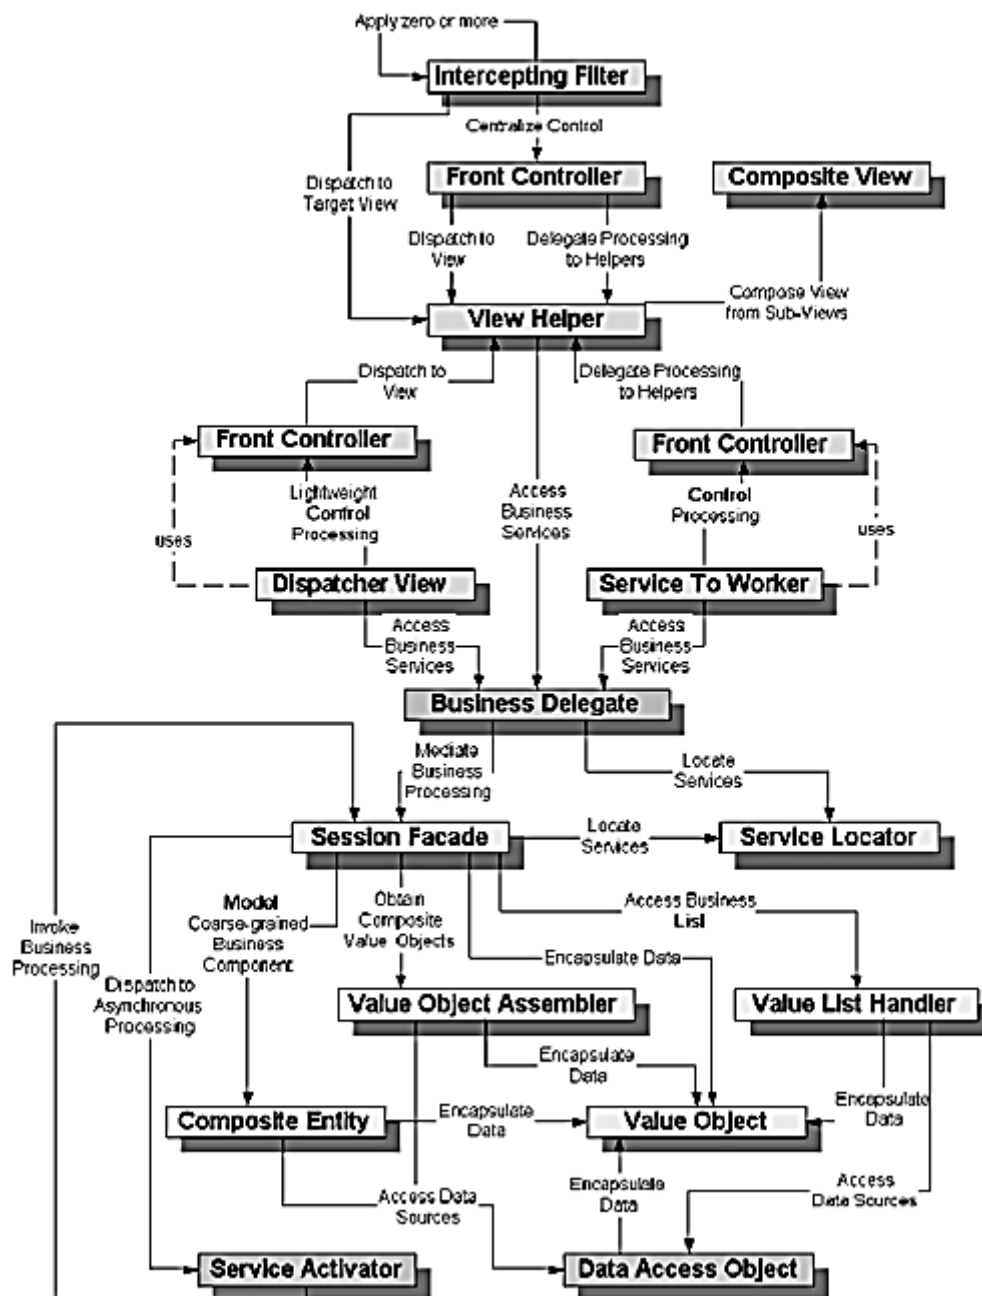 Apply zero or more
Intercepting Filter
Centralize Control
Front Controller
Composite View
Dispatch to
Target View
Dispatch to
View
Delegate Processing
to Helpers
Compose View
from Sub-Views
View Helper
Dispatch to
View
Delegate Processing
to Helpers
Front Controller
Front Controller
Lightweight
Control
Processing
uses
Access
Business
Services
Control
Processing
uses
Dispatcher View
Service To Worker
Access
Business
Services
Access
Business
Services
Business Delegate
Mediate
Business
Processing
Locate
Services
Session Facade
Locate
Services
Service Locator
Invoke
Business
Processing
Model
Coarse-grained
Business
Component
Obtain
Composite
Value Objects
Access Business
List
Encapsulate Data
Dispatch to
Asynchronous
Processing
Value Object Assembler
Value List Handler
Encapsulate
Data
Composite Entity
Encapsulate
Data
Value Object
Encapsulate
Data
Access Data
Sources
Encapsulate
Data
Access
Data Sources
Service Activator
Data Access Object